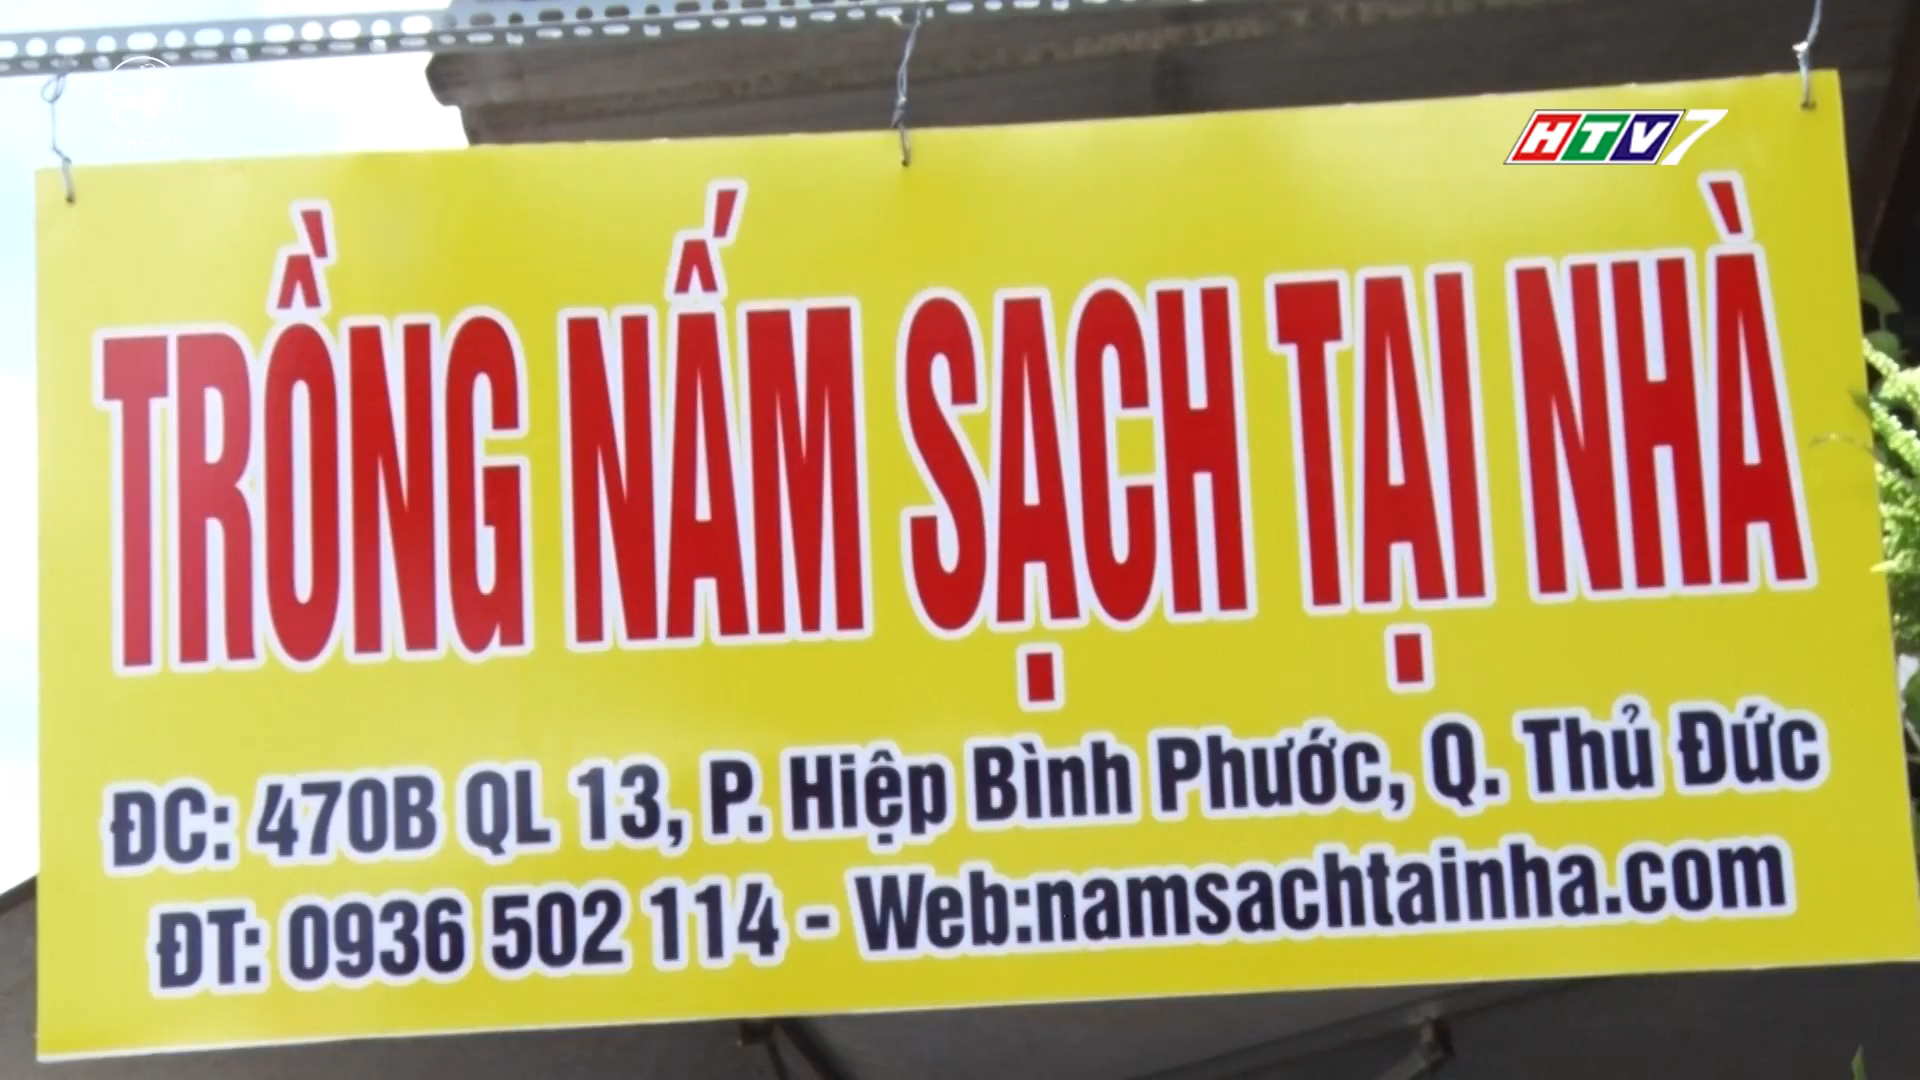 HTV7
TRỒNG NẤM SẠCH TẠI NHÀ
ĐC: 470B QL 13, P. Hiệp Bình Phước, Q. Thủ Đức
ĐT: 0936 502 114 - Web:namsachtainha.com